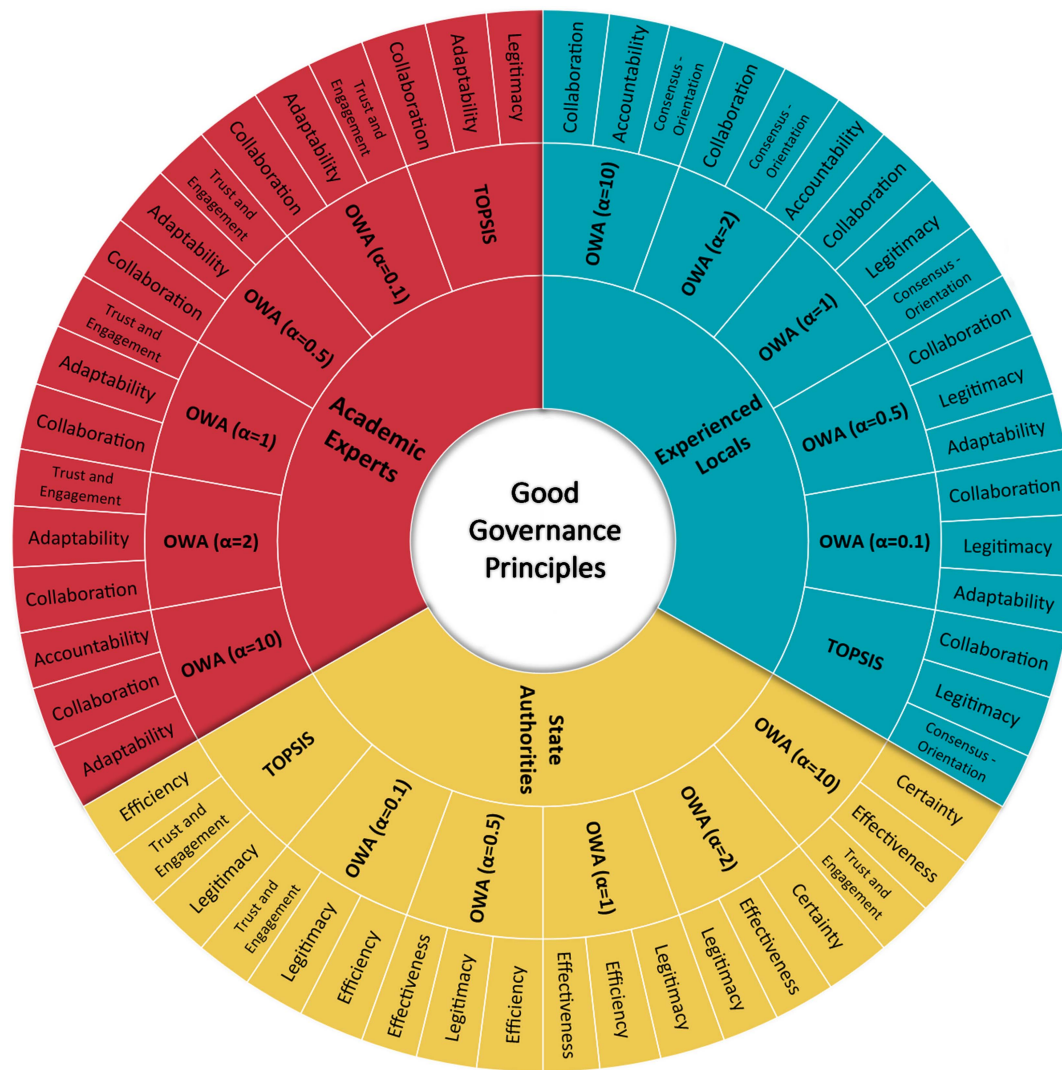 Good
Governance
Principles
Experienced
Locals
OWA (α=10)
Collaboration
Accountability
Consensus -
Orientation
OWA (α=2)
Collaboration
Consensus -
Orientation
Accountability
OWA (α=1)
Collaboration
Legitimacy
Consensus -
Orientation
OWA (α=0.5)
Collaboration
Legitimacy
Adaptability
OWA (α=0.1)
Collaboration
Legitimacy
Adaptability
TOPSIS
Collaboration
Legitimacy
Consensus -
Orientation
State
Authorities
OWA (α=10)
Certainty
Effectiveness
Trust and
Engagement
OWA (α=2)
Certainty
Effectiveness
Legitimacy
OWA (α=1)
Legitimacy
Efficiency
Effectiveness
OWA (α=0.5)
Efficiency
Legitimacy
Effectiveness
OWA (α=0.1)
Efficiency
Legitimacy
Trust and
Engagement
TOPSIS
Legitimacy
Trust and
Engagement
Efficiency
Academic
Experts
OWA (α=10)
Adaptability
Collaboration
Accountability
OWA (α=2)
Collaboration
Adaptability
Trust and
Engagement
OWA (α=1)
Collaboration
Adaptability
Trust and
Engagement
OWA (α=0.5)
Collaboration
Adaptability
Trust and
Engagement
OWA (α=0.1)
Collaboration
Adaptability
Trust and
Engagement
TOPSIS
Collaboration
Adaptability
Legitimacy